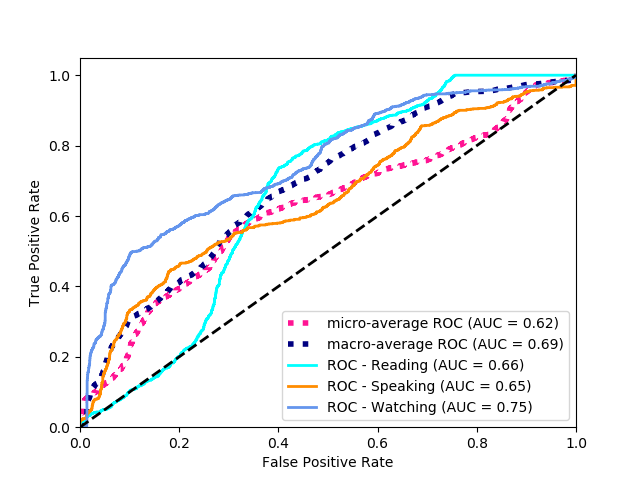 1.0
0.8
0.6
0.4
0.2
0.0
True Positive Rate
micro-average ROC (AUC = 0.62)
macro-average ROC (AUC = 0.69)
ROC - Reading (AUC = 0.66)
ROC - Speaking (AUC = 0.65)
ROC - Watching (AUC = 0.75)
0.0 0.2 0.4 0.6 0.8 1.0
False Positive Rate